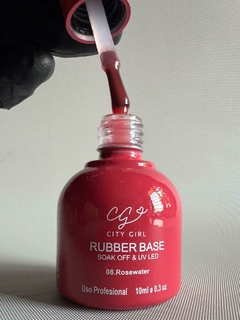 CG
CITY GIRL
RUBBER BASE
SOAK OFF & UV LED
08.Rosewater
Uso Profesional 10ml e 0.3 oz